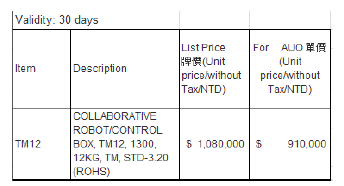 Validity: 30 days
Item
Description
List Price
牌價(Unit
price/without
Tax/NTD)
For AUO 單價
(Unit
price/without
Tax/NTD)
TM12
COLLABORATIVE
ROBOT/CONTROL
BOX, TM12, 1300,
12KG, TM, STD-3.20
(ROHS)
$ 1,080,000
$ 910,000